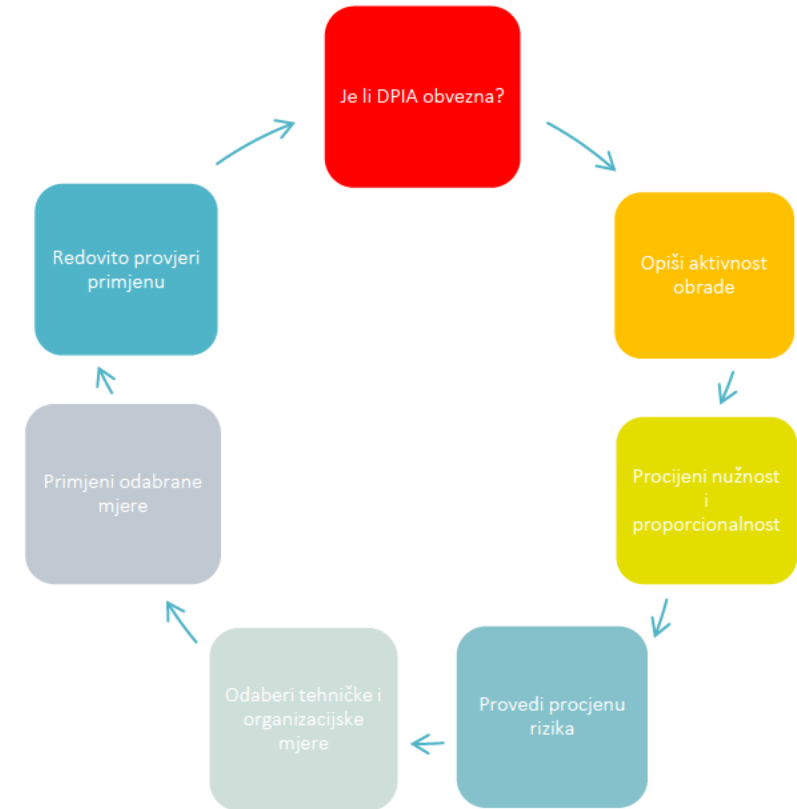 Je li DPIA obvezna?
Opiši aktivnost
obrade
Procijeni nužnost
i
proporcionalnost
Provedi procjenu
rizika
Odaberi tehničke i
organizacijske
mjere
Primjeni odabrane
mjere
Redovito provjeri
primjenu